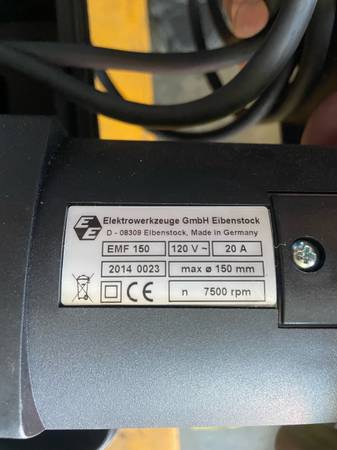 Elektrowerkzeuge GmbH Eibenstock
D - 08309 Eibenstock, Made in Germany
EE
EMF 150 120 V ~ 20 A
2014 0023 max ø 150 mm
CE n 7500 rpm